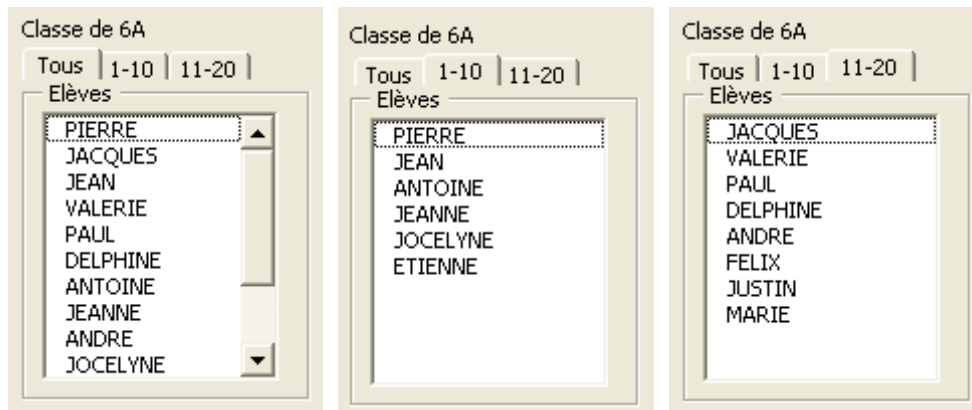 Classe de 6A
Tous 1-10 11-20
Elèves
PIERRE
JACQUES
JEAN
VALERIE
PAUL
DELPHINE
ANTOINE
JEANNE
ANDRE
JOCELYNE
Classe de 6A
Tous 1-10 11-20
Elèves
PIERRE
JEAN
ANTOINE
JEANNE
JOCELYNE
ETIENNE
Classe de 6A
Tous 1-10 11-20
Elèves
JACQUES
VALERIE
PAUL
DELPHINE
ANDRE
FELIX
JUSTIN
MARIE